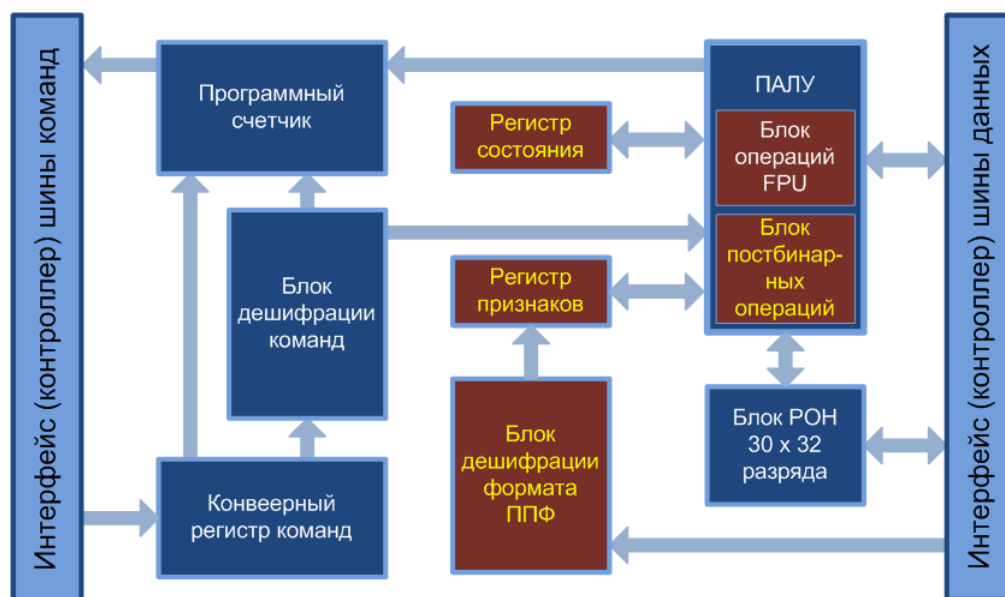 Интерфейс (контроллер) шины команд
Программный
счетчик
Регистр
состояния
ПАЛУ
Блок
операций
FPU
Блок
постбинар-
ных
операций
Блок
дешифрации
команд
Регистр
признаков
Блок
дешифрации
формата
ППФ
Блок РОН
30 x 32
разряда
Конвеерный
регистр команд
Интерфейс (контроллер) шины данных